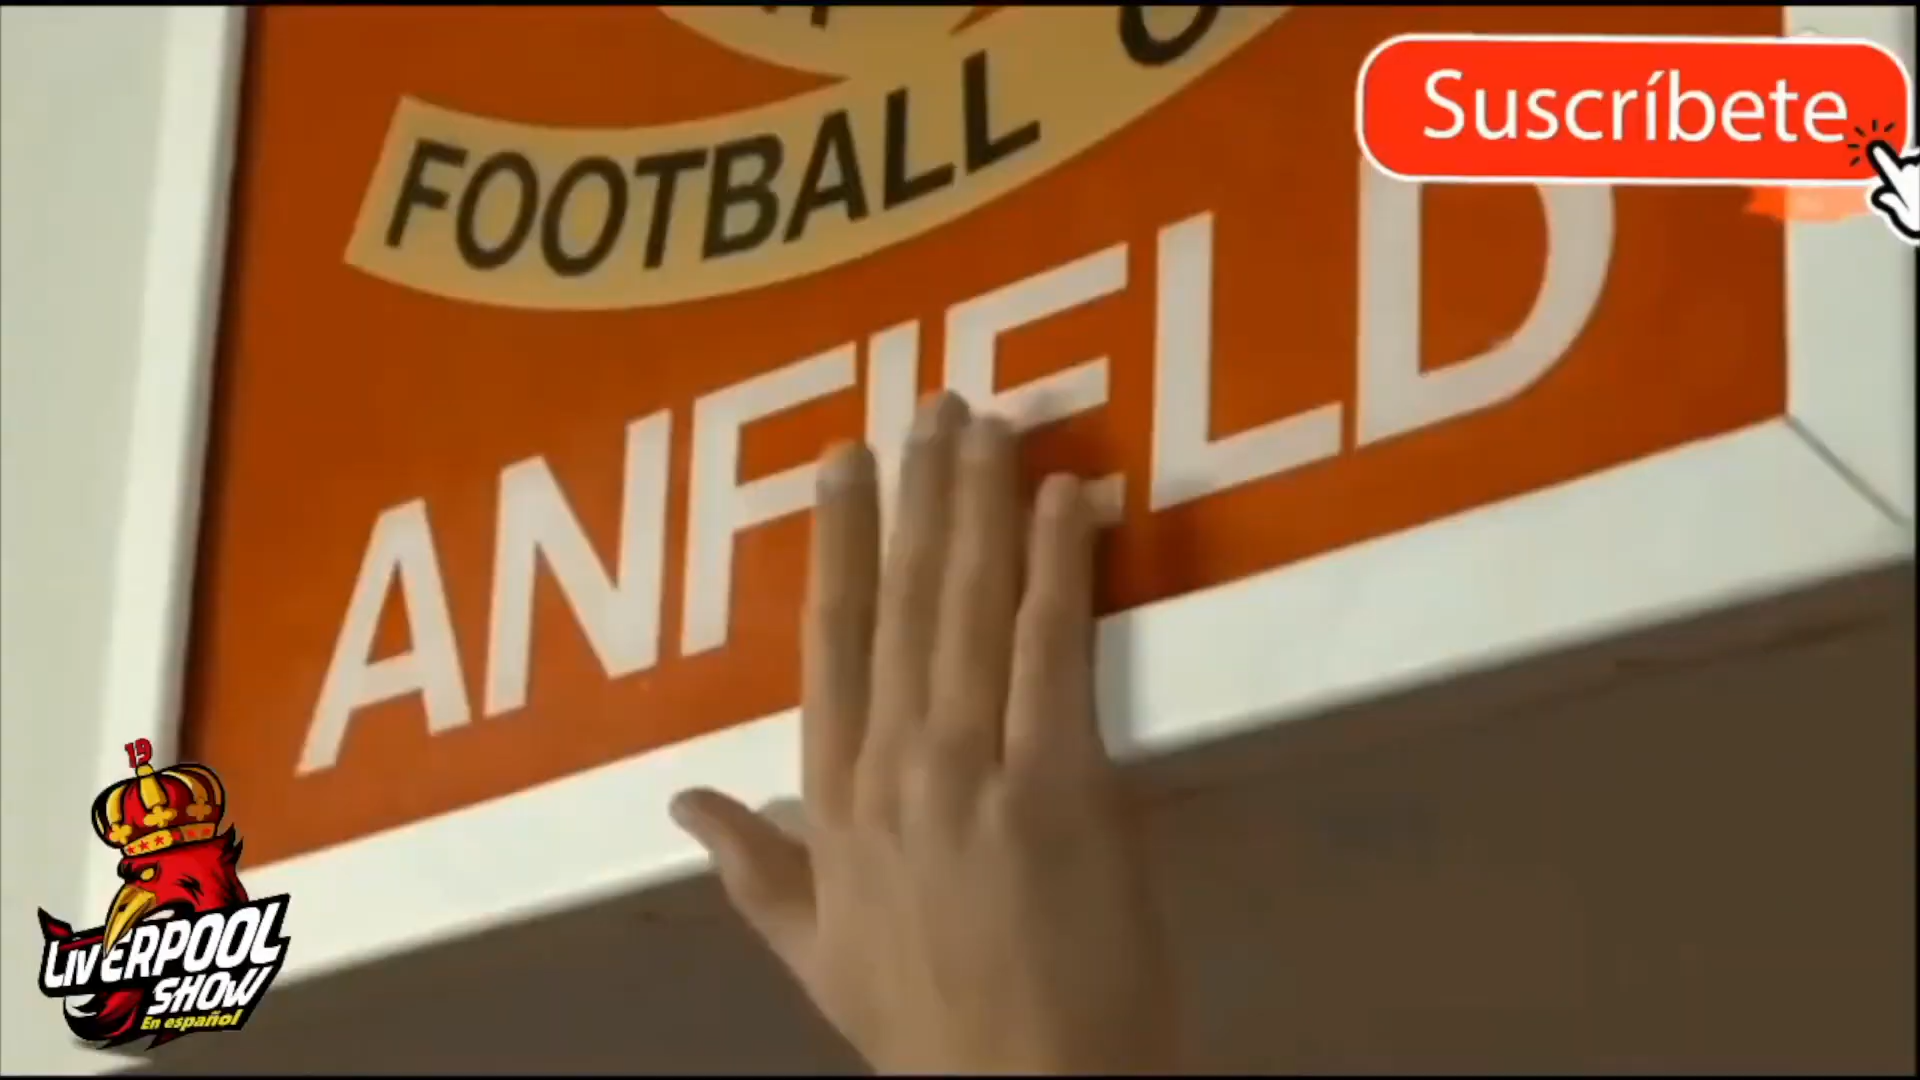 Suscríbete
FOOTBALL
ANFIELD
19
LIVERPOOL
SHOW
En español